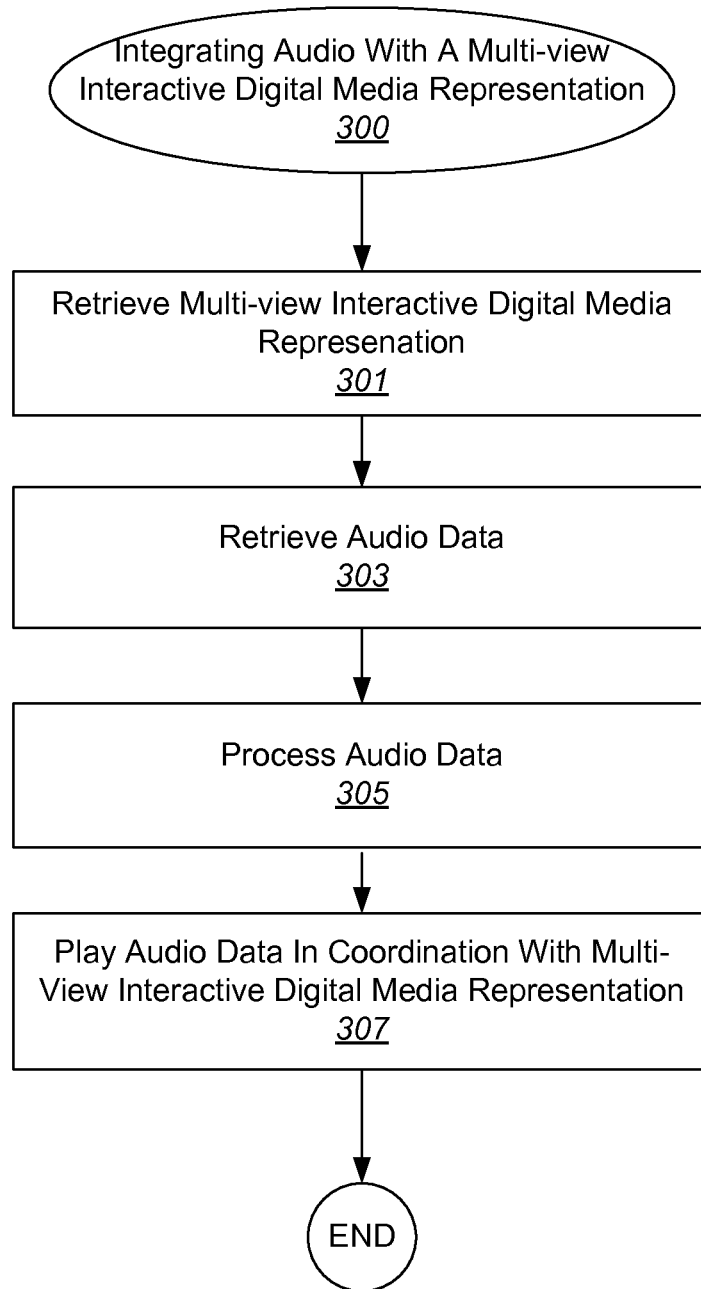 Integrating Audio With A Multi-view
Interactive Digital Media Representation
300
Retrieve Multi-view Interactive Digital Media
Represenation
301
Retrieve Audio Data
303
Process Audio Data
305
Play Audio Data In Coordination With Multi-
View Interactive Digital Media Representation
307
END